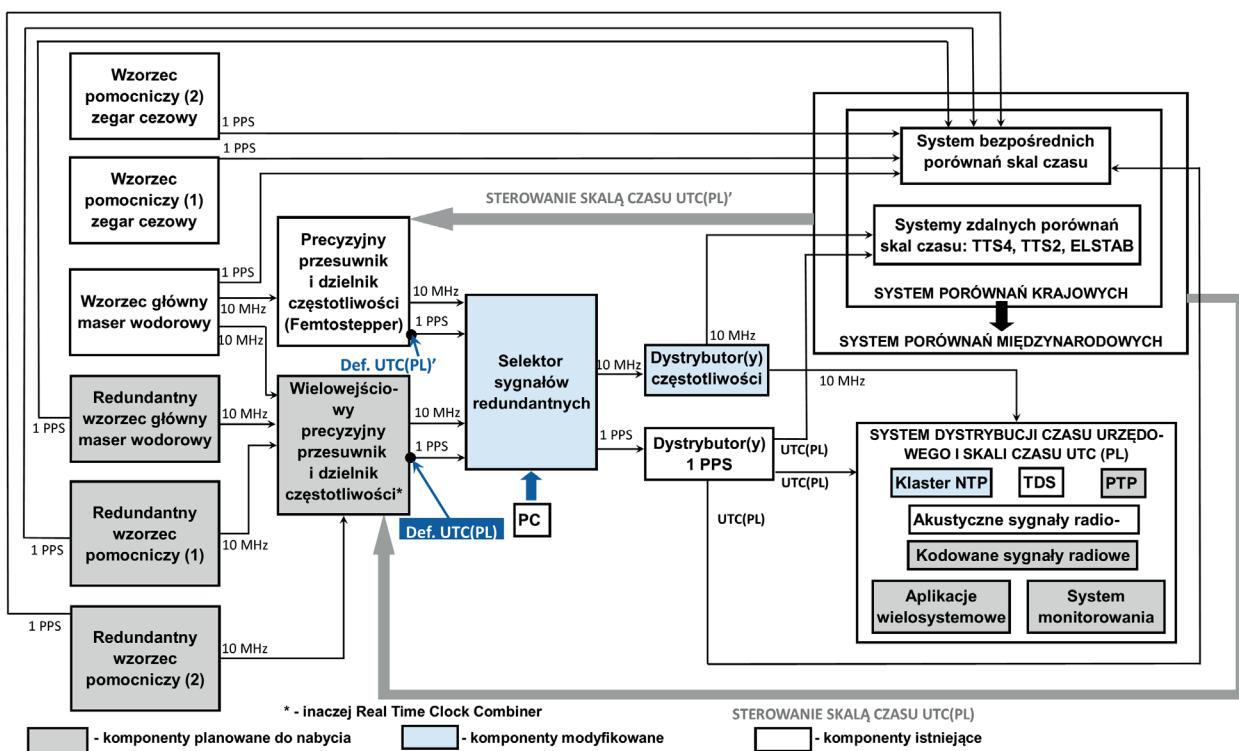 Wzorzec
pomocniczy (2)
zegar cezowy
1 PPS
1 PPS
Wzorzec
pomocniczy (1)
zegar cezowy
System bezpośrednich
porównań skal czasu
STEROWANIE SKALĄ CZASU UTC(PL)’
Systemy zdalnych porównań
skal czasu: TTS4, TTS2, ELSTAB
SYSTEM PORÓWNAŃ KRAJOWYCH
SYSTEM PORÓWNAŃ MIĘDZYNARODOWYCH
Precyzyjny
przesuwnik
i dzielnik
częstotliwości
(Femtostepper)
1 PPS
Wzorzec główny
maser wodorowy
10 MHz
10 MHz
10 MHz
1 PPS
Def. UTC(PL)’
Selektor
sygnałów
redundantnych
10 MHz
10 MHz
Dystrybutor(y)
częstotliwości
10 MHz
Redundantny
wzorzec główny
maser wodorowy
1 PPS
10 MHz
Wielowejścio-
wy
precyzyjny
przesuwnik
i dzielnik
częstotliwości*
10 MHz
1 PPS
1 PPS
Dystrybutor(y)
1 PPS
UTC(PL)
UTC(PL)
UTC(PL)
SYSTEM DYSTRYBUCJI CZASU URZĘDO-
WEGO I SKALI CZASU UTC (PL)
Klaster NTP
TDS
PTP
Akustyczne sygnały radio-
Kodowane sygnały radiowe
Aplikacje
wielosystemowe
System
monitorowania
Def. UTC(PL)
PC
Redundantny
wzorzec
pomocniczy (1)
1 PPS
10 MHz
Redundantny
wzorzec
pomocniczy (2)
1 PPS
10 MHz
* - inaczej Real Time Clock Combiner
STEROWANIE SKALĄ CZASU UTC(PL)
- komponenty planowane do nabycia
- komponenty modyfikowane
- komponenty istniejące